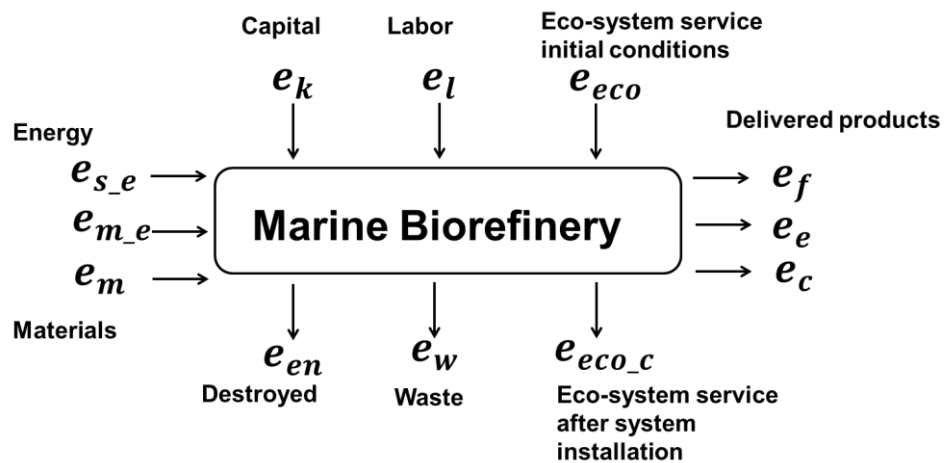 Capital
Labor
Eco-system service
initial conditions
e_k
e_l
e_eco
Energy
Delivered products
e_s_e
e_m_e
e_m
Marine Biorefinery
e_f
e_e
e_c
Materials
e_en
e_w
e_eco_c
Destroyed
Waste
Eco-system service
after system
installation